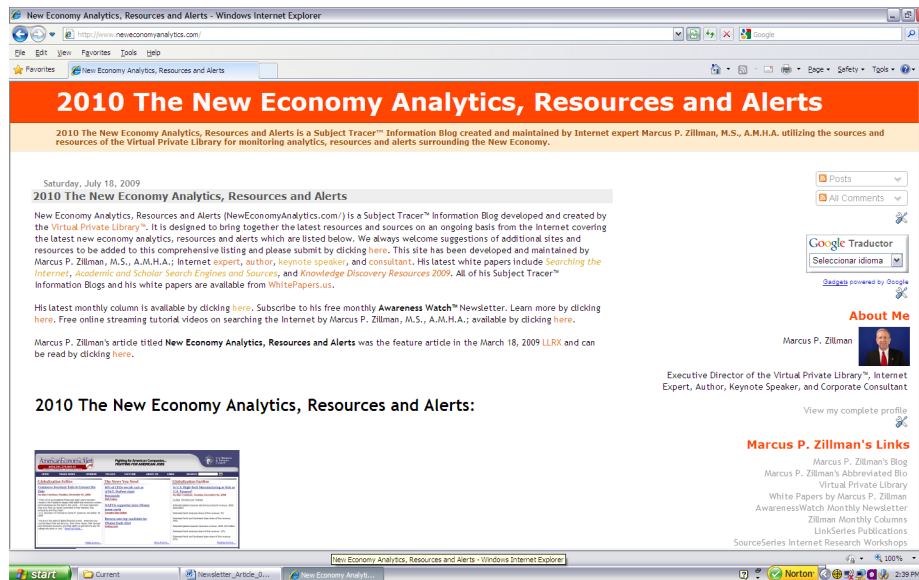 New Economy Analytics, Resources and Alerts - Windows Internet Explorer
http://www.neweconomyanalytics.com/
Google
File Edit View Favorites Tools Help
Favorites New Economy Analytics, Resources and Alerts Page Safety Tools
2010 The New Economy Analytics, Resources and Alerts
2010 The New Economy Analytics, Resources and Alerts is a Subject Tracer™ Information Blog created and maintained by Internet expert Marcus P. Zillman, M.S., A.M.H.A. utilizing the sources and
resources of the Virtual Private Library for monitoring analytics, resources and alerts surrounding the New Economy.
Saturday, July 18, 2009
2010 The New Economy Analytics, Resources and Alerts
New Economy Analytics, Resources and Alerts (NewEconomyAnalytics.com/) is a Subject Tracer™ Information Blog developed and created by
the Virtual Private Library™. It is designed to bring together the latest resources and sources on an ongoing basis from the Internet covering
the latest new economy analytics, resources and alerts which are listed below. We always welcome suggestions of additional sites and
resources to be added to this comprehensive listing and please submit by clicking here. This site has been developed and maintained by
Marcus P. Zillman, M.S., A.M.H.A.; Internet expert, author, keynote speaker, and consultant. His latest white papers include Searching the
Internet, Academic and Scholar Search Engines and Sources, and Knowledge Discovery Resources 2009. All of his Subject Tracer™
Information Blogs and his white papers are available from WhitePapers.us.
His latest monthly column is available by clicking here. Subscribe to his free monthly Awareness Watch™ Newsletter. Learn more by clicking
here. Free online streaming tutorial videos on searching the Internet by Marcus P. Zillman, M.S., A.M.H.A.; available by clicking here.
Marcus P. Zillman's article titled New Economy Analytics, Resources and Alerts was the feature article in the March 18, 2009 LLRX and can
be read by clicking here.
2010 The New Economy Analytics, Resources and Alerts:
AmericanEconomicAlert
Fighting for American Companies...
FIGHTING FOR AMERICAN JOBS
Globalization Follies
The News You Need
Globalization Factline
Posts
All Comments
Google Traductor
Seleccionar idioma
Gadgets powered by Google
About Me
Marcus P. Zillman
Executive Director of the Virtual Private Library™, Internet
Expert, Author, Keynote Speaker, and Corporate Consultant
View my complete profile
Marcus P. Zillman's Links
Marcus P. Zillman's Blog
Marcus P. Zillman's Abbreviated Bio
Virtual Private Library
White Papers by Marcus P. Zillman
AwarenessWatch Monthly Newsletter
Zillman Monthly Columns
LinkSeries Publications
SourceSeries Internet Research Workshops
New Economy Analytics, Resources and Alerts - Windows Internet Explorer
100%
start Current Newsletter_Article_0... New Economy Analyti... Norton 2:39 PM